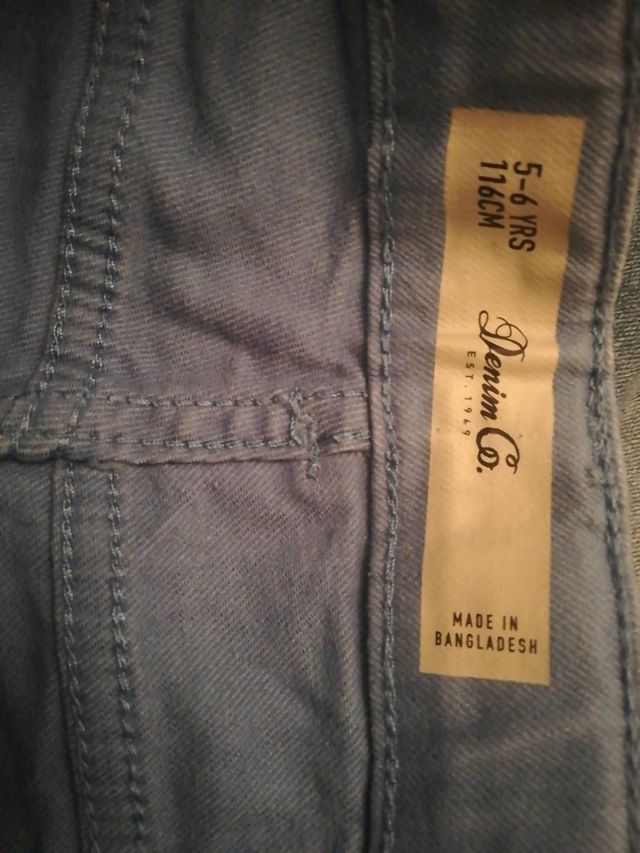 5-6 YRS
116CM
Denim Co.
EST. 1969
MADE IN
BANGLADESH